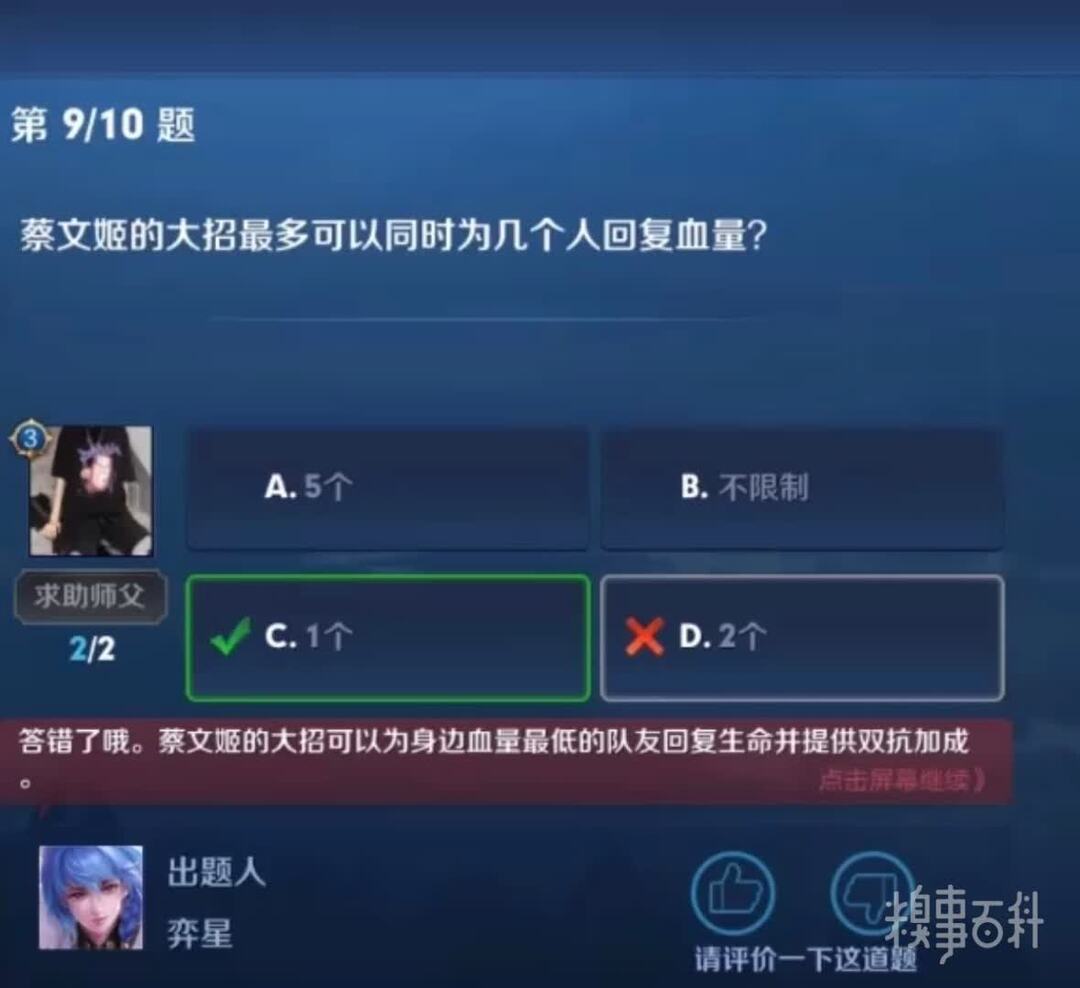 第 9/10 题
蔡文姬的大招最多可以同时为几个人回复血量?
3
A. 5个
B. 不限制
求助师父
2/2
C. 1个
D. 2个
答错了哦。蔡文姬的大招可以为身边血量最低的队友回复生命并提供双抗加成
。
点击屏幕继续》
出题人
弈星
请评价一下这道题
糗事百科